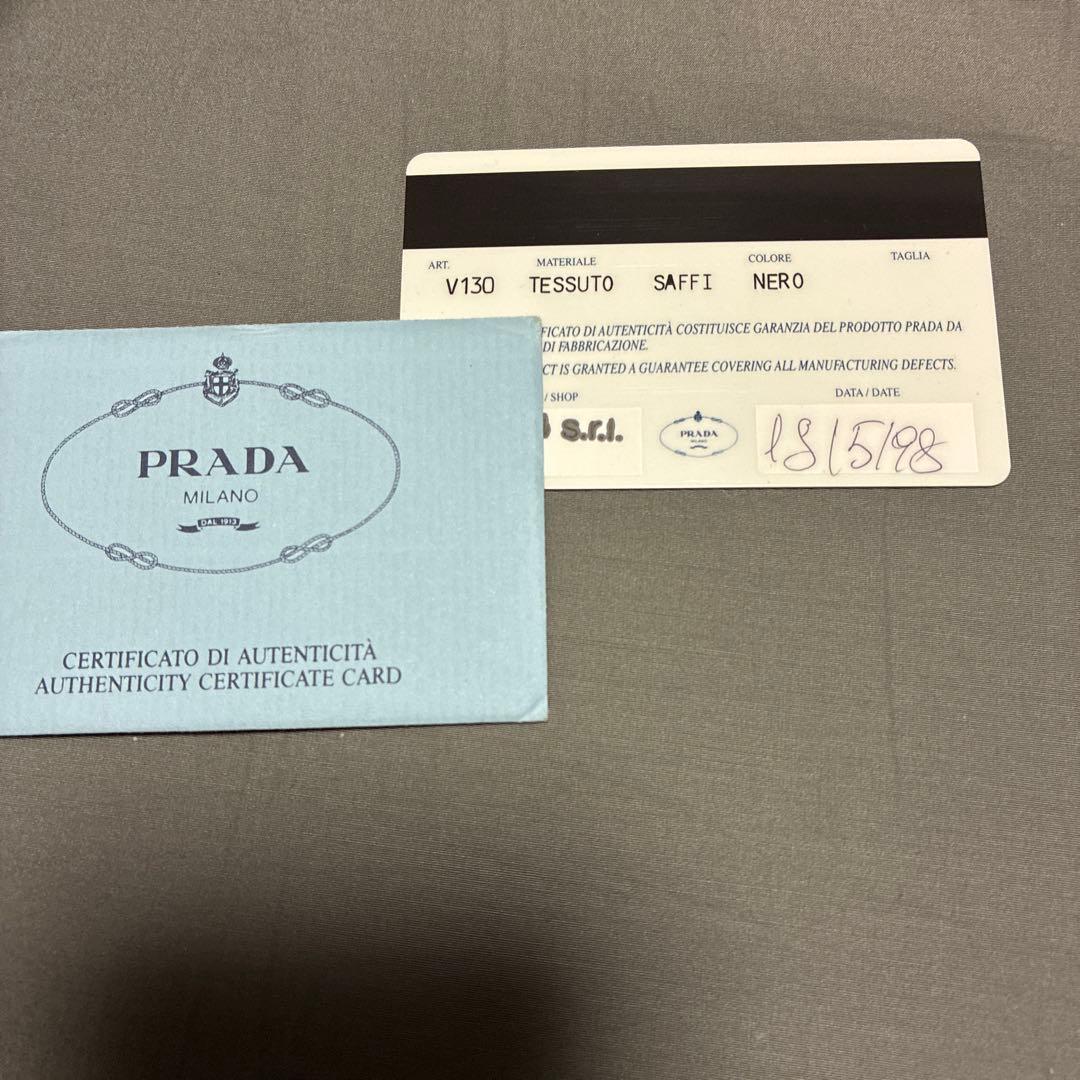 ART.
MATERIALE
COLORE
TAGLIA
V130 TESSUTO SAFFI NERO
FICATO DI AUTENTICITÀ COSTITUISCE GARANZIA DEL PRODOTTO PRADA DA
DI FABBRICAZIONE.
CT IS GRANTED A GUARANTEE COVERING ALL MANUFACTURING DEFECTS.
/ SHOP
DATA / DATE
S.r.l.
PRADA
MILANO
18/5/98
PRADA
MILANO
DAL 1913
CERTIFICATO DI AUTENTICITÀ
AUTHENTICITY CERTIFICATE CARD